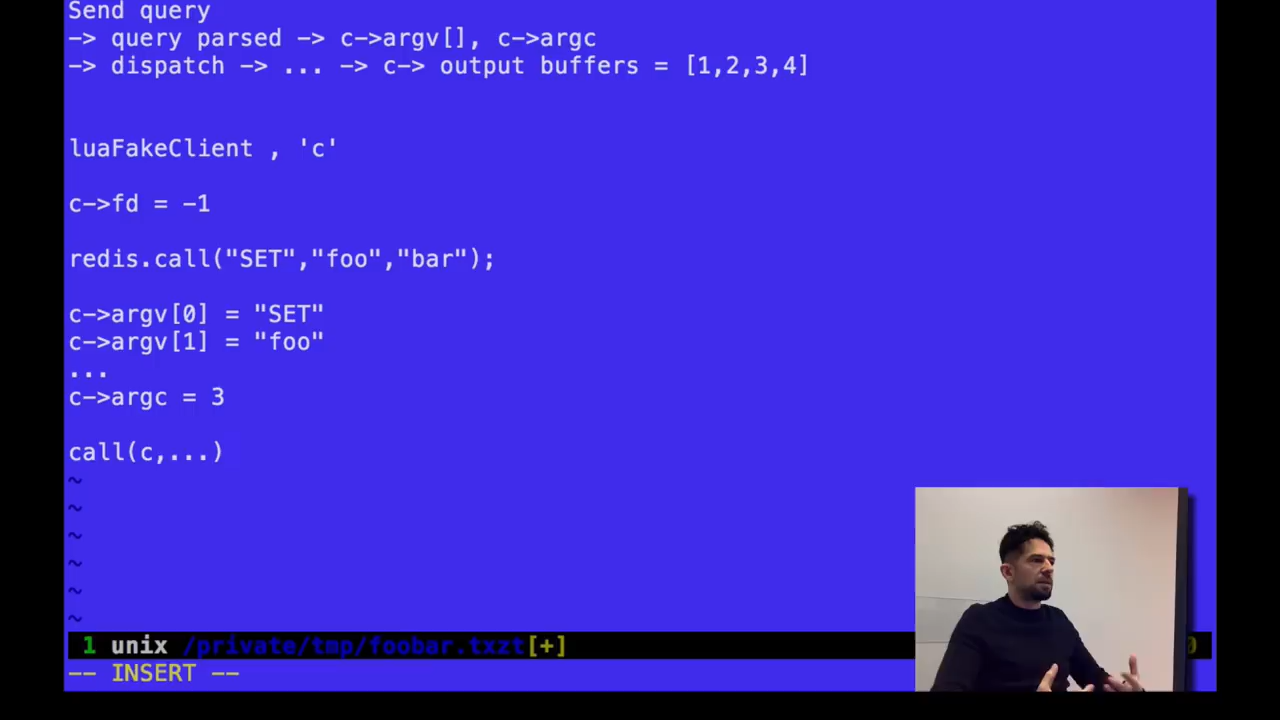 Send query
-> query parsed -> c->argv[], c->argc
-> dispatch -> ... -> c-> output buffers = [1,2,3,4]
luaFakeClient , 'c'
c->fd = -1
redis.call("SET","foo","bar");
c->argv[0] = "SET"
c->argv[1] = "foo"
...
c->argc = 3
call(c,...)
~
~
~
~
~
~
1 unix /private/tmp/foobar.txzt[+]
-- INSERT --